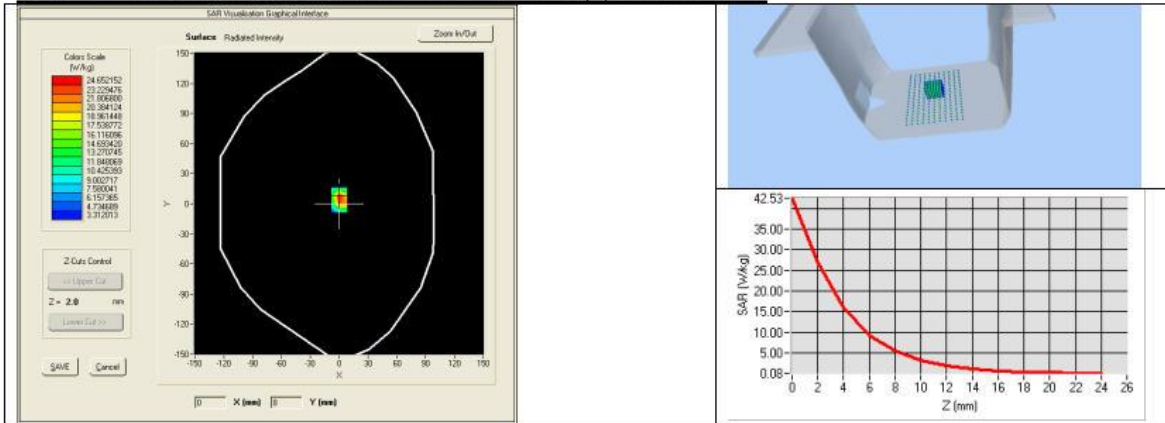 SAR Visualisation Graphical Interface
Surface Radiated Intensity
Zoom In/Out
Colors Scale
(W/kg)
24.652152
23.229476
21.806800
20.384124
18.961448
17.538772
16.116096
14.693420
13.270745
11.848069
10.425393
9.002717
7.580041
6.157365
4.734689
3.312013
150
120
90
60
30
0
-30
-60
-90
-120
-150
Y
-150 -120 -90 -60 -30 0 30 60 90 120 150
X
Z-Cuts Control
<< Upper Cut
Z = 2.0 mm
Lower Cut >>
SAVE Cancel
0 X (mm) 0 Y (mm)
42.53
35.00
30.00
25.00
20.00
15.00
10.00
5.00
0.08
SAR (W/kg)
0 2 4 6 8 10 12 14 16 18 20 22 24 26
Z (mm)